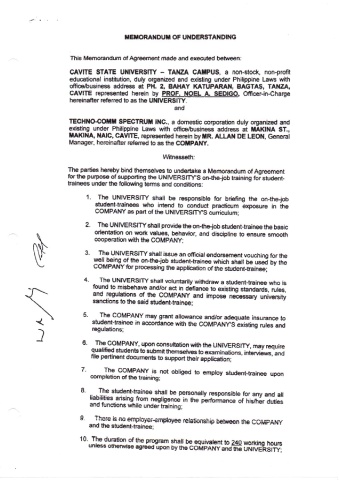 MEMORANDUM OF UNDERSTANDING
This Memorandum of Agreement made and executed between:
CAVITE STATE UNIVERSITY – TANZA CAMPUS, a non-stock, non-profit
educational institution, duly organized and existing under Philippine Laws with
office/business address at PH. 2, BAHAY KATUPARAN, BAGTAS, TANZA,
CAVITE represented herein by PROF. NOEL A. SEDIGO, Officer-in-Charge
hereinafter referred to as the UNIVERSITY.
and
TECHNO-COMM SPECTRUM INC., a domestic corporation duly organized and
existing under Philippine Laws with office/business address at MAKINA ST.,
MAKINA, NAIC, CAVITE, represented herein by MR. ALLAN DE LEON, General
Manager, hereinafter referred to as the COMPANY.
Witnesseth:
The parties hereby bind themselves to undertake a Memorandum of Agreement
for the purpose of supporting the UNIVERSITY'S on-the-job training for student-
trainees under the following terms and conditions:
1. The UNIVERSITY shall be responsible for briefing the on-the-job
student-trainees who intend to conduct practicum exposure in the
COMPANY as part of the UNIVERSITY'S curriculum;
2. The UNIVERSITY shall provide the on-the-job student-trainee the basic
orientation on work values, behavior, and discipline to ensure smooth
cooperation with the COMPANY;
3. The UNIVERSITY shall issue an official endorsement vouching for the
well being of the on-the-job student-trainee which shall be used by the
COMPANY for processing the application of the student-trainee;
4. The UNIVERSITY shall voluntarily withdraw a student-trainee who is
found to misbehave and/or act in defiance to existing standards, rules,
and regulations of the COMPANY and impose necessary university
sanctions to the said student-trainee;
5. The COMPANY may grant allowance and/or adequate insurance to
student-trainee in accordance with the COMPANY'S existing rules and
regulations;
6. The COMPANY, upon consultation with the UNIVERSITY, may require
qualified students to submit themselves to examinations, interviews, and
file pertinent documents to support their application;
7. The COMPANY is not obliged to employ student-trainee upon
completion of the training;
8. The student-trainee shall be personally responsible for any and all
liabilities arising from negligence in the performance of his/her duties
and functions while under training;
9. There is no employer-employee relationship between the COMPANY
and the student-trainee;
10. The duration of the program shall be equivalent to 240 working hours
unless otherwise agreed upon by the COMPANY and the UNIVERSITY;